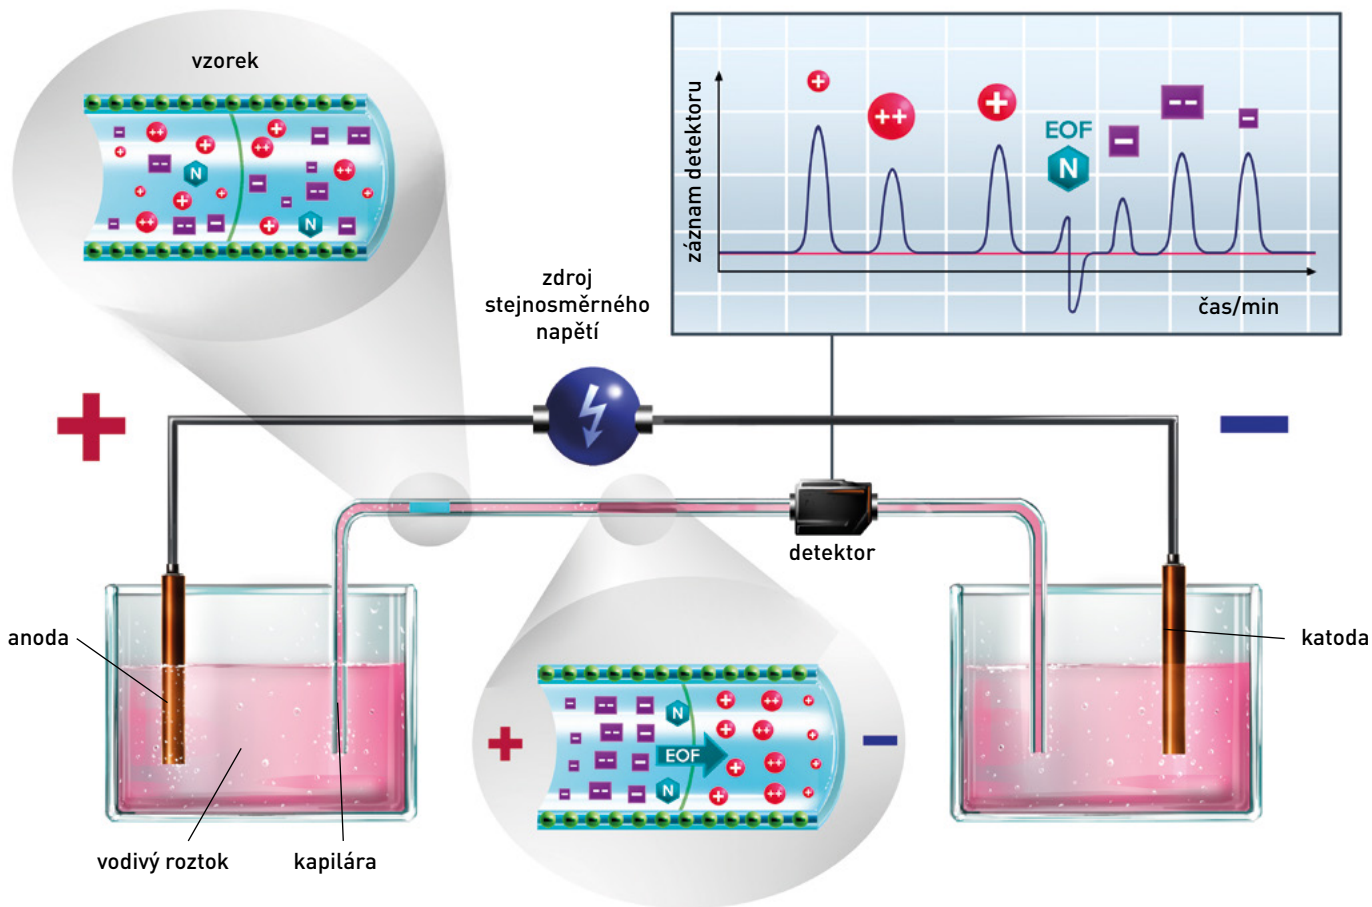 vzorek
++
+
-
--
N
záznam detektoru
+
++
+
EOF
N
-
--
-
čas/min
zdroj
stejnosměrného
napětí
+
-
detektor
anoda
katoda
vodivý roztok
kapilára
+
-
--
-
N
EOF
N
+
++
+
-